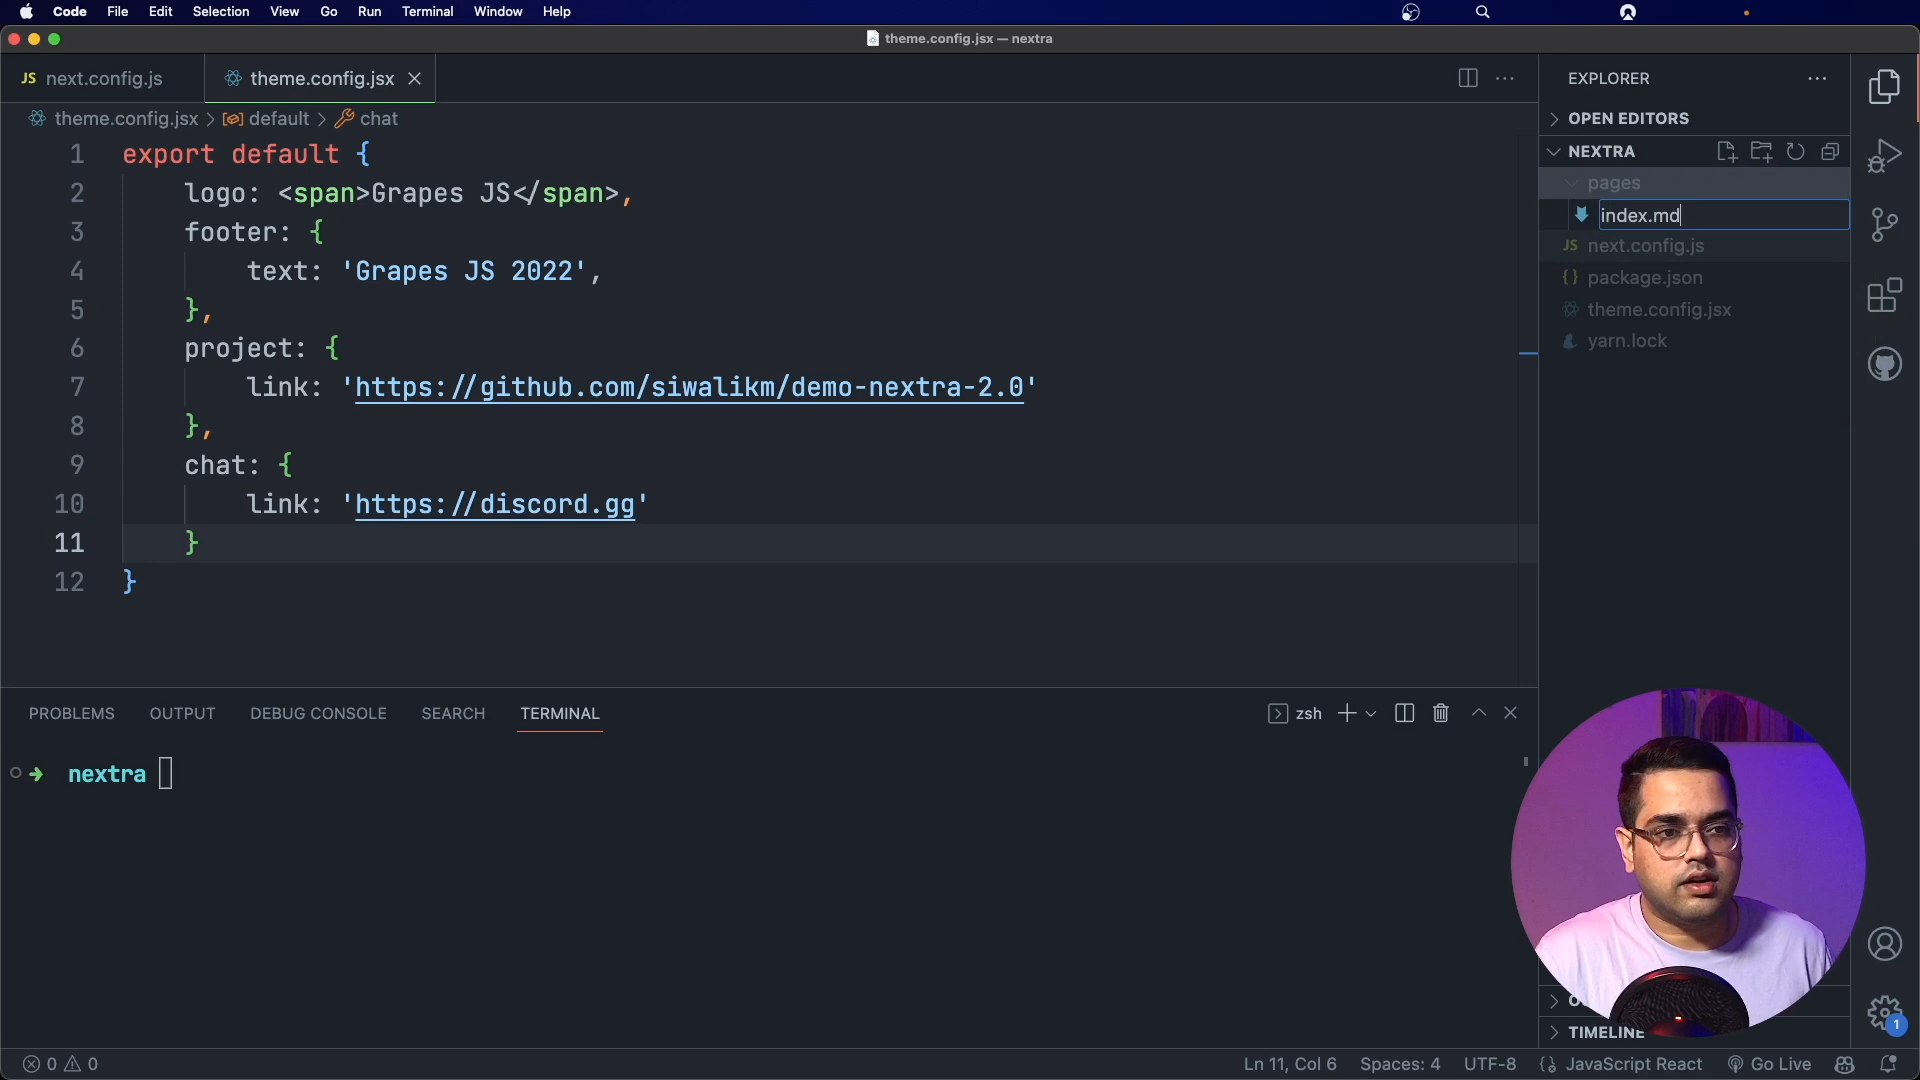 Code File Edit Selection View Go Run Terminal Window Help
theme.config.jsx — nextra
JS next.config.js
theme.config.jsx
theme.config.jsx > default > chat
1 export default {
2 logo: <span>Grapes JS</span>,
3 footer: {
4 text: 'Grapes JS 2022',
5 },
6 project: {
7 link: 'https://github.com/siwalikm/demo-nextra-2.0'
8 },
9 chat: {
10 link: 'https://discord.gg'
11 }
12 }
EXPLORER
OPEN EDITORS
NEXTRA
pages
index.md
JS next.config.js
{} package.json
theme.config.jsx
yarn.lock
TIMELINE
1
PROBLEMS OUTPUT DEBUG CONSOLE SEARCH TERMINAL
zsh
nextra
0 0
Ln 11, Col 6 Spaces: 4 UTF-8 {} JavaScript React Go Live